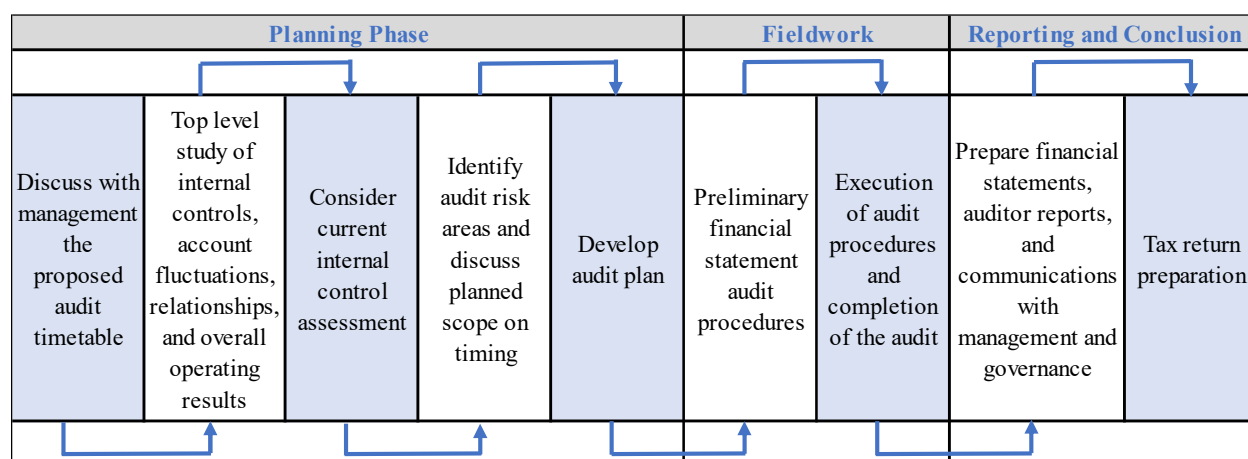 Planning Phase
Fieldwork
Reporting and Conclusion
Discuss with
management
the
proposed
audit
timetable
Top level
study of
internal
controls,
account
fluctuations,
relationships,
and overall
operating
results
Consider
current
internal
control
assessment
Identify
audit risk
areas and
discuss
planned
scope on
timing
Develop
audit plan
Preliminary
financial
statement
audit
procedures
Execution
of audit
procedures
and
completion
of the audit
Prepare financial
statements,
auditor reports,
and
communications
with
management and
governance
Tax return
preparation